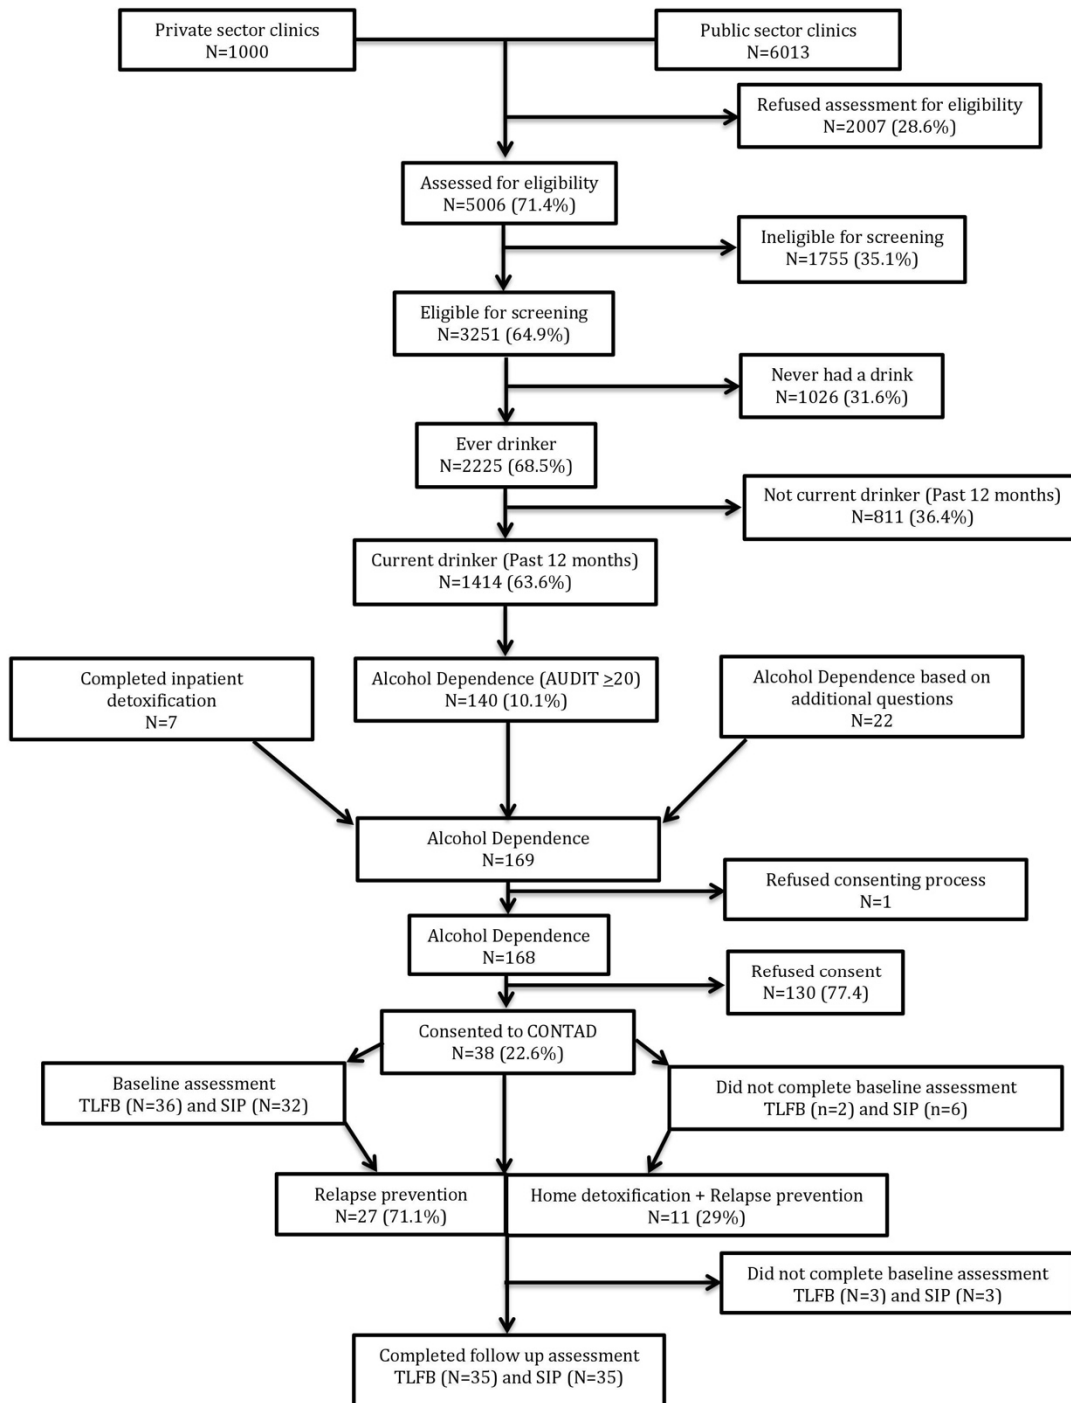 Private sector clinics
N=1000
Public sector clinics
N=6013
Refused assessment for eligibility
N=2007 (28.6%)
Assessed for eligibility
N=5006 (71.4%)
Ineligible for screening
N=1755 (35.1%)
Eligible for screening
N=3251 (64.9%)
Never had a drink
N=1026 (31.6%)
Ever drinker
N=2225 (68.5%)
Not current drinker (Past 12 months)
N=811 (36.4%)
Current drinker (Past 12 months)
N=1414 (63.6%)
Completed inpatient
detoxification
N=7
Alcohol Dependence (AUDIT ≥20)
N=140 (10.1%)
Alcohol Dependence based on
additional questions
N=22
Alcohol Dependence
N=169
Refused consenting process
N=1
Alcohol Dependence
N=168
Refused consent
N=130 (77.4)
Consented to CONTAD
N=38 (22.6%)
Baseline assessment
TLFB (N=36) and SIP (N=32)
Did not complete baseline assessment
TLFB (n=2) and SIP (n=6)
Relapse prevention
N=27 (71.1%)
Home detoxification + Relapse prevention
N=11 (29%)
Did not complete baseline assessment
TLFB (N=3) and SIP (N=3)
Completed follow up assessment
TLFB (N=35) and SIP (N=35)